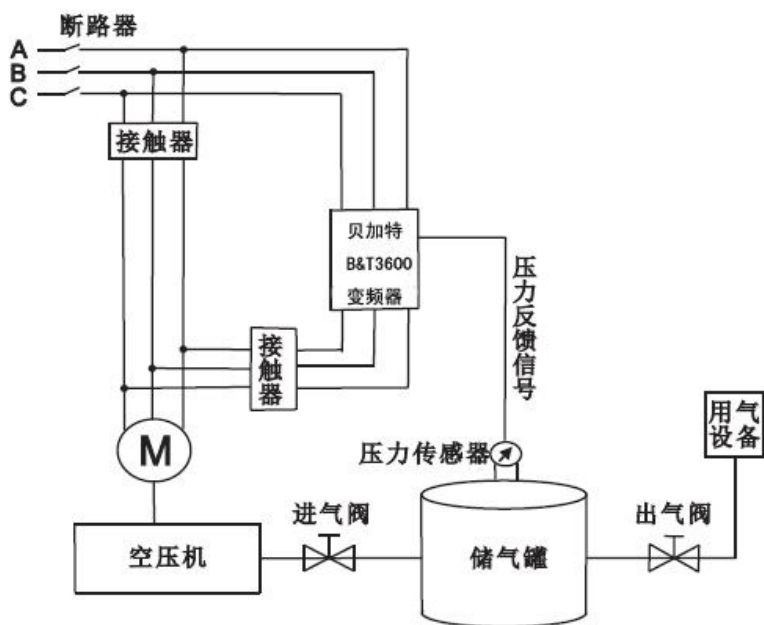 断路器
A
B
C
接触器
贝加特
B&T3600
变频器
压力反馈信号
接触器
用气
设备
M
压力传感器
进气阀
出气阀
空压机
储气罐